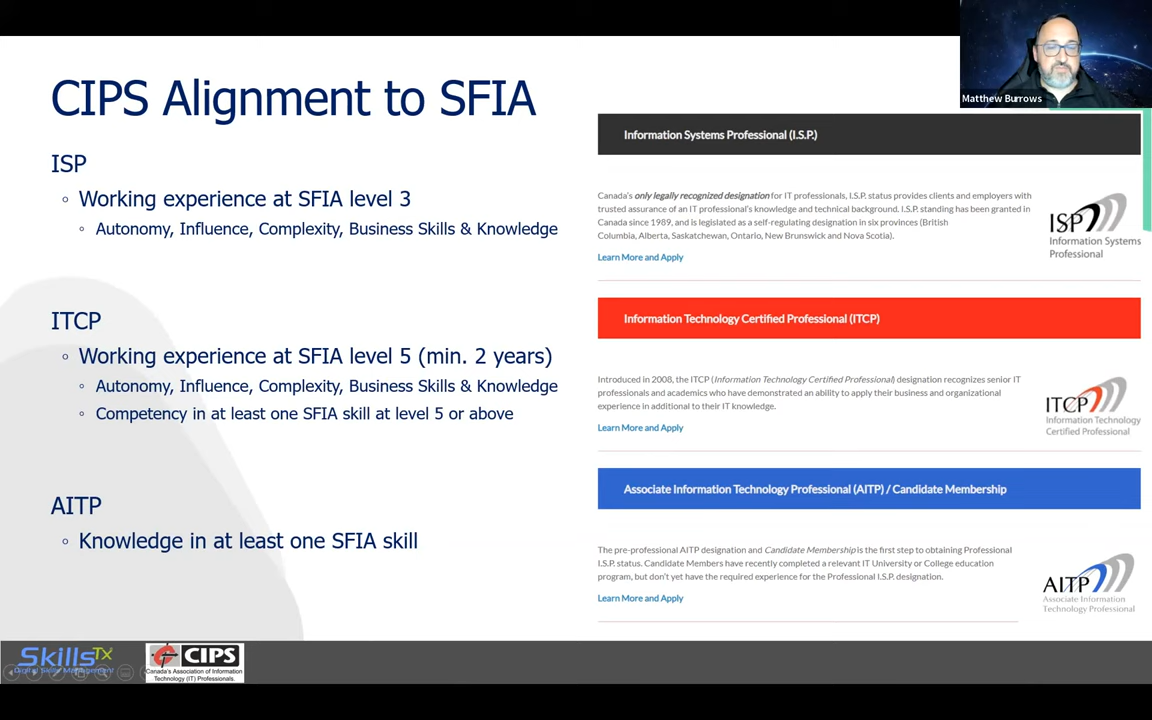 CIPS Alignment to SFIA
ISP
Working experience at SFIA level 3
Autonomy, Influence, Complexity, Business Skills & Knowledge
ITCP
Working experience at SFIA level 5 (min. 2 years)
Autonomy, Influence, Complexity, Business Skills & Knowledge
Competency in at least one SFIA skill at level 5 or above
AITP
Knowledge in at least one SFIA skill
Matthew Burrows
Information Systems Professional (I.S.P.)
Canada's only legally recognized designation for IT professionals, I.S.P. status provides clients and employers with
trusted assurance of an IT professional's knowledge and technical background. I.S.P. standing has been granted in
Canada since 1989, and is legislated as a self-regulating designation in six provinces (British
Columbia, Alberta, Saskatchewan, Ontario, New Brunswick and Nova Scotia).
Learn More and Apply
ISP
Information Systems
Professional
Information Technology Certified Professional (ITCP)
Introduced in 2008, the ITCP (Information Technology Certified Professional) designation recognizes senior IT
professionals and academics who have demonstrated an ability to apply their business and organizational
experience in additional to their IT knowledge.
Learn More and Apply
ITCP
Information Technology
Certified Professional
Associate Information Technology Professional (AITP) / Candidate Membership
The pre-professional AITP designation and Candidate Membership is the first step to obtaining Professional
I.S.P. status. Candidate Members have recently completed a relevant IT University or College education
program, but don't yet have the required experience for the Professional I.S.P. designation.
Learn More and Apply
AITP
Associate Information
Technology Professional
SkillsTX
Digital Skills Management
CIPS
Canada's Association of Information
Technology (IT) Professionals.